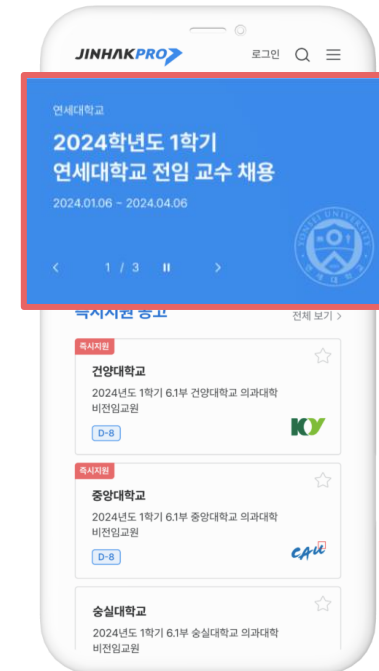 JINHAKPRO
로그인
연세대학교
2024학년도 1학기
연세대학교 전임 교수 채용
2024.01.06 ~ 2024.04.06
1 / 3
즉시지원 공고
전체 보기 >
즉시지원
건양대학교
2024년도 1학기 6.1부 건양대학교 의과대학
비전임교원
D-8
KY
즉시지원
중앙대학교
2024년도 1학기 6.1부 중앙대학교 의과대학
비전임교원
D-8
CAU
숭실대학교
2024년도 1학기 6.1부 숭실대학교 의과대학
비전임교원